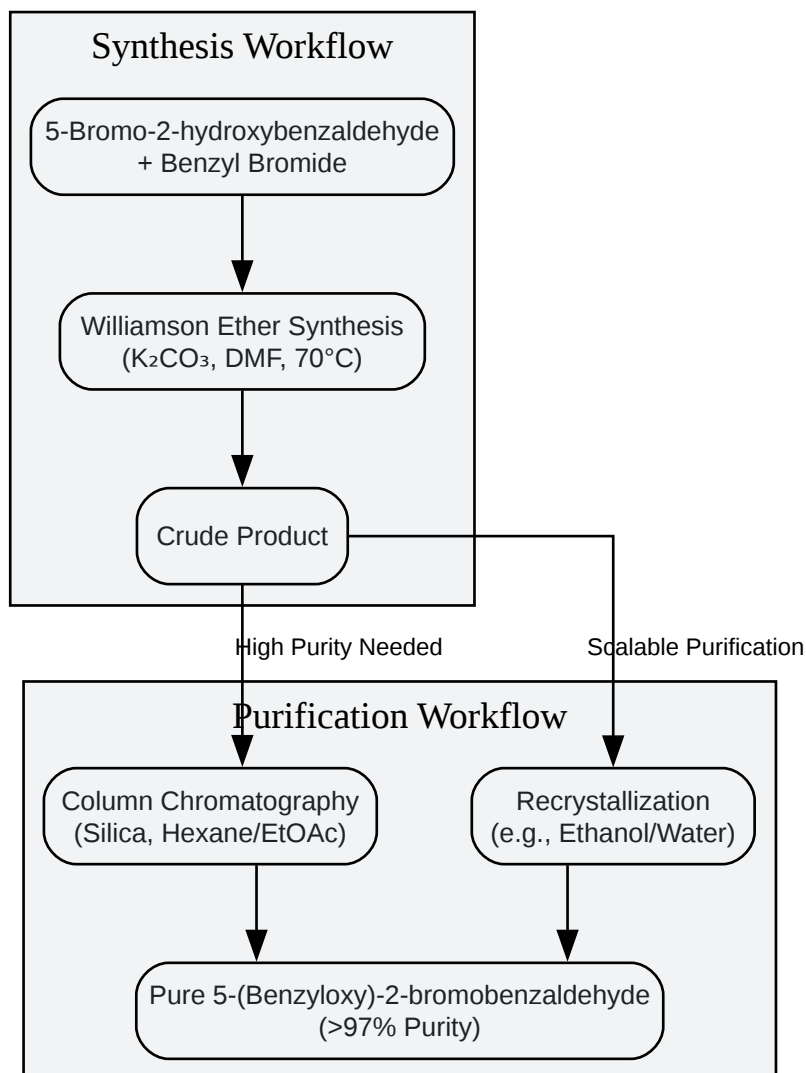 Synthesis Workflow
5-Bromo-2-hydroxybenzaldehyde
+ Benzyl Bromide
Williamson Ether Synthesis
(K₂CO₃, DMF, 70°C)
Crude Product
High Purity Needed
Scalable Purification
Purification Workflow
Column Chromatography
(Silica, Hexane/EtOAc)
Recrystallization
(e.g., Ethanol/Water)
Pure 5-(Benzyloxy)-2-bromobenzaldehyde
(>97% Purity)